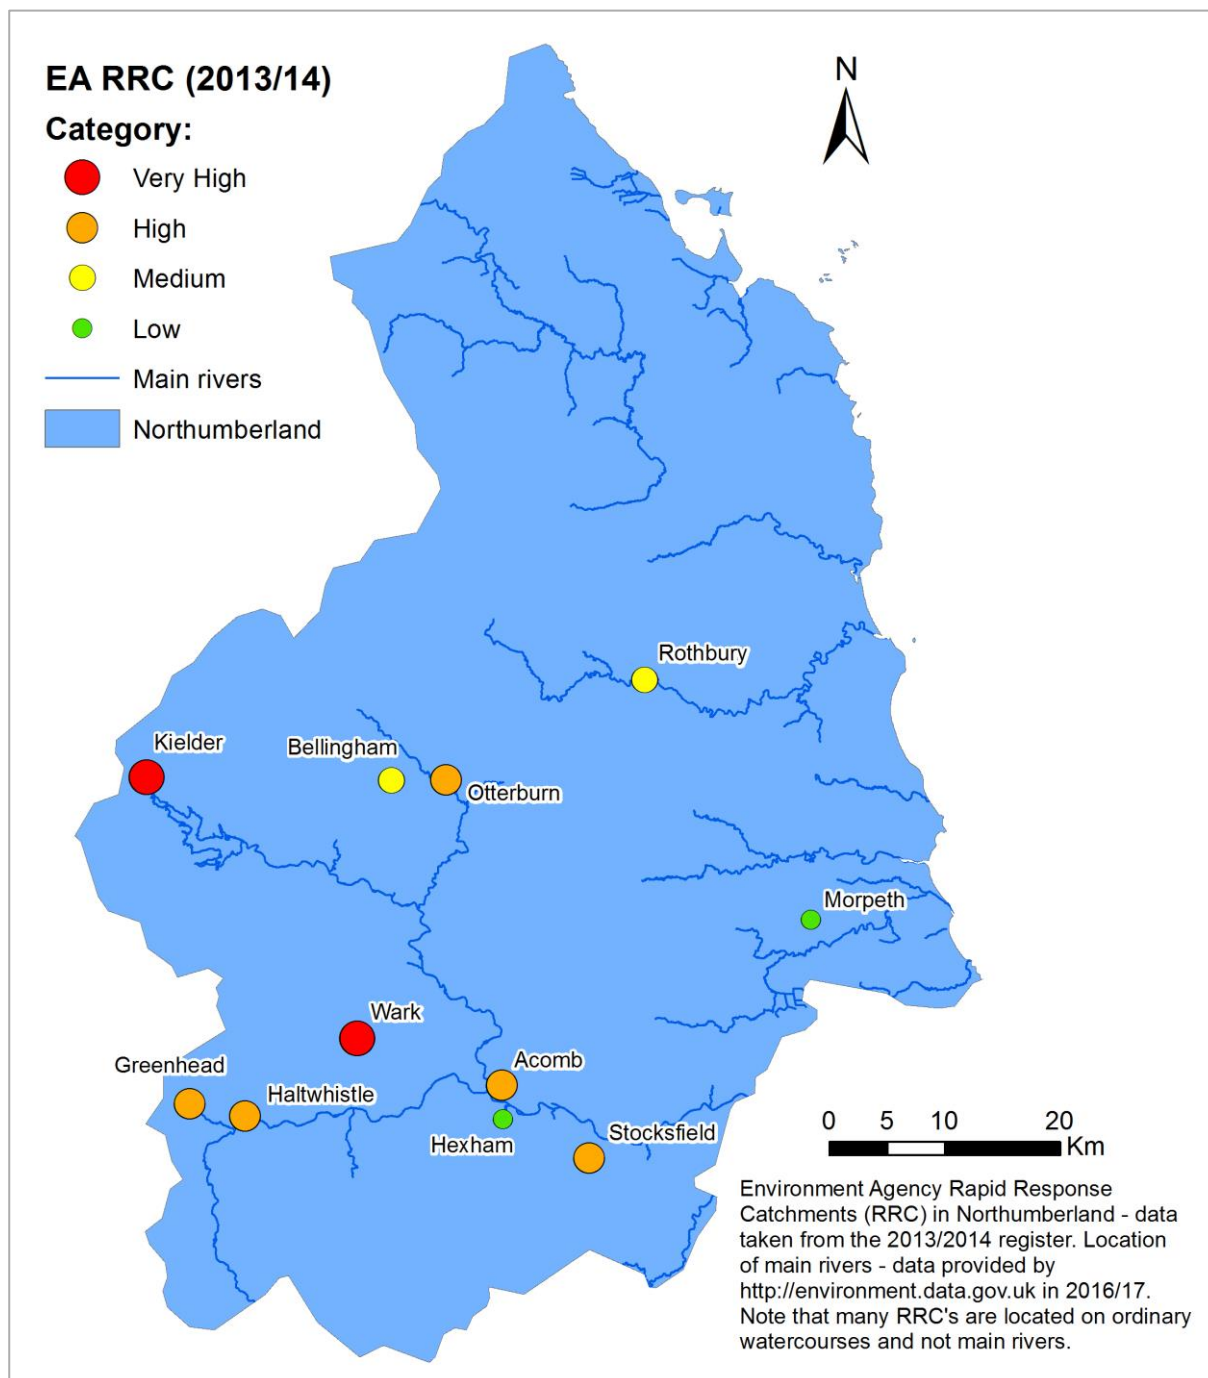 EA RRC (2013/14)
Category:
Very High
High
Medium
Low
Main rivers
Northumberland
N
Rothbury
Kielder
Bellingham
Otterburn
Morpeth
Wark
Greenhead
Acomb
Haltwhistle
Stocksfield
Hexham
0 5 10 20
Km
Environment Agency Rapid Response
Catchments (RRC) in Northumberland - data
taken from the 2013/2014 register. Location
of main rivers - data provided by
http://environment.data.gov.uk in 2016/17.
Note that many RRC's are located on ordinary
watercourses and not main rivers.